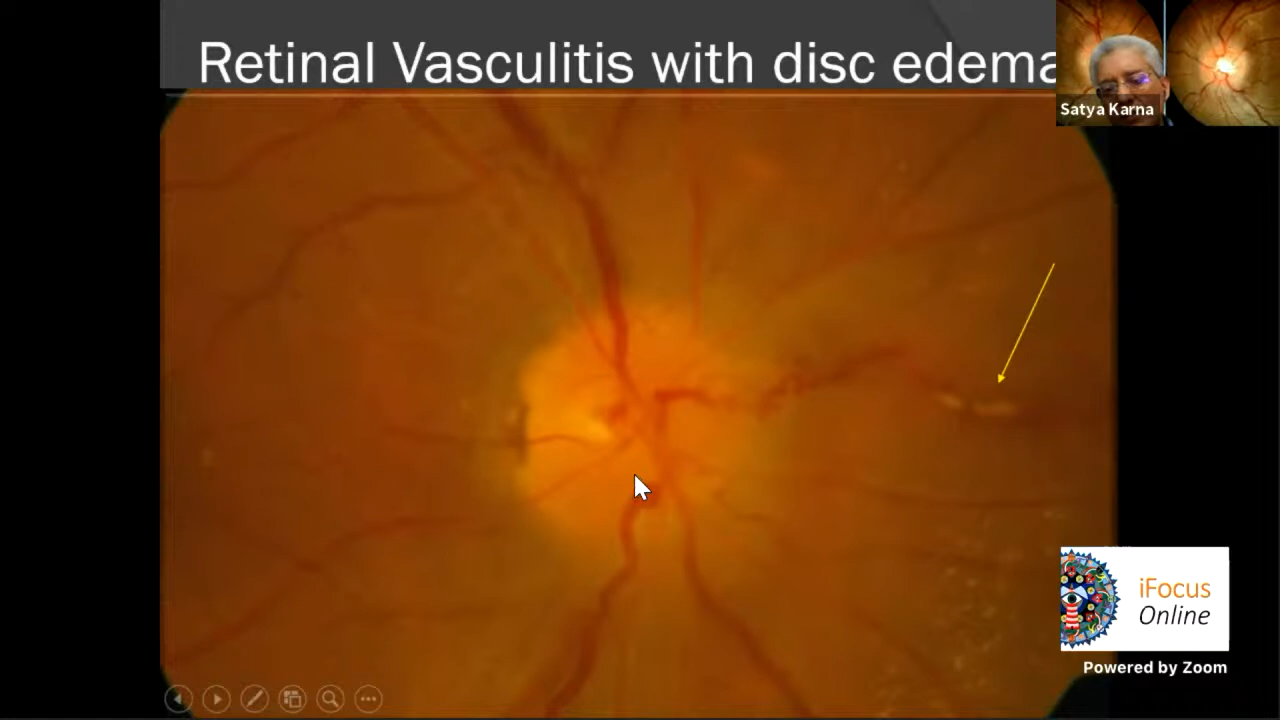 Retinal Vasculitis with disc edema
Satya Karna
iFocus
Online
Powered by Zoom